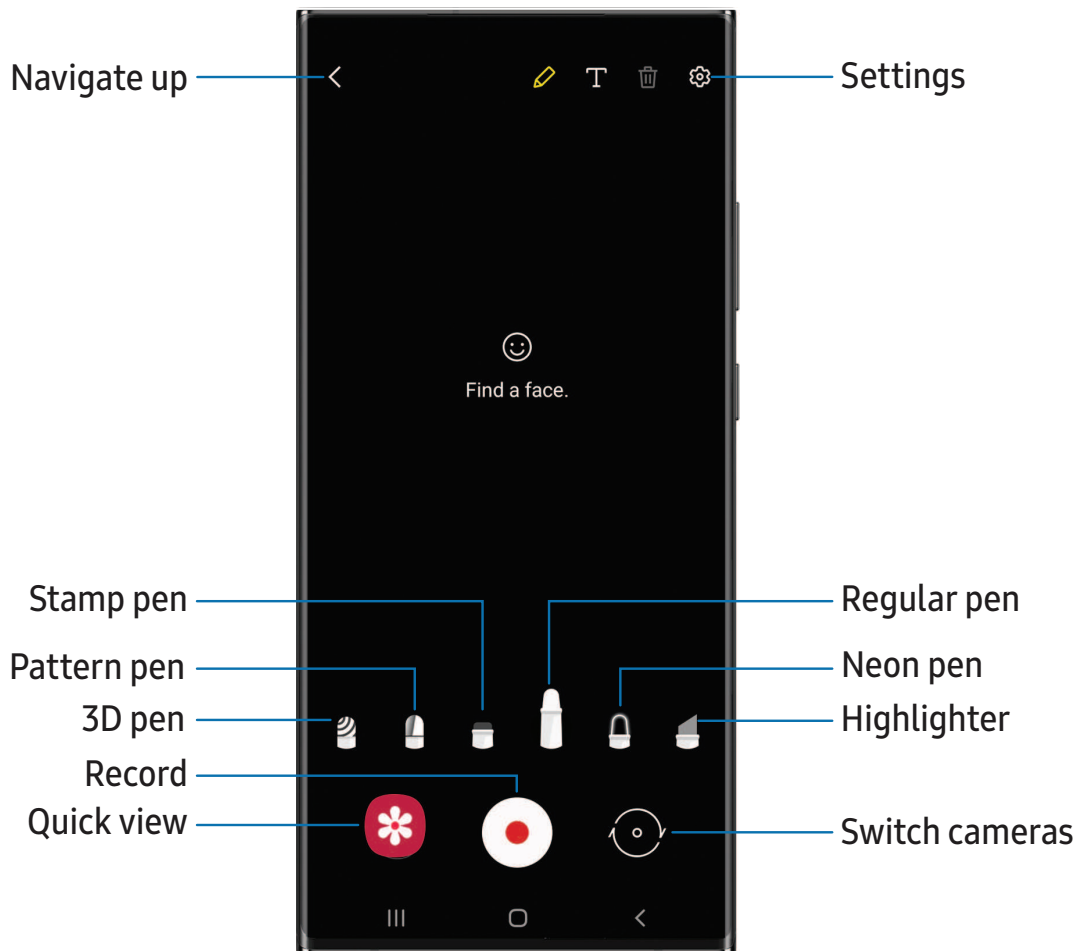 Navigate up
Settings
T
Find a face.
Stamp pen
Regular pen
Pattern pen
Neon pen
3D pen
Highlighter
Record
Quick view
Switch cameras